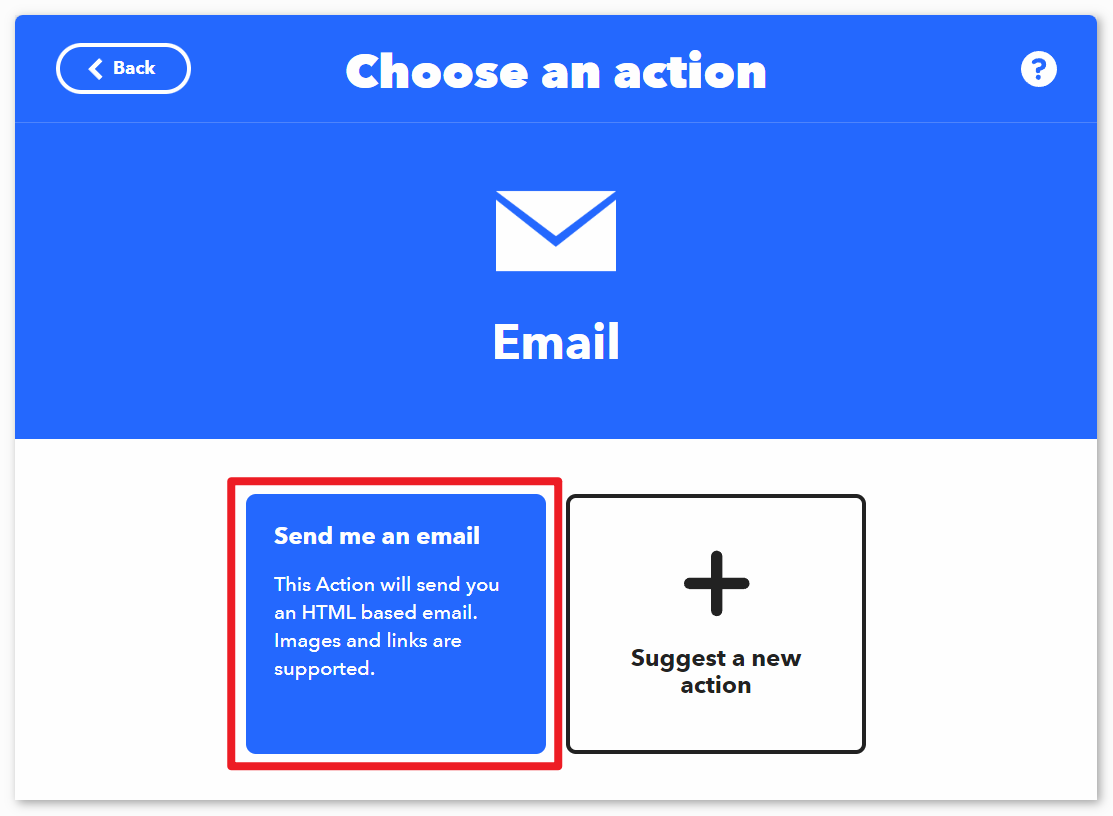 Back
Choose an action
?
Email
Send me an email
This Action will send you
an HTML based email.
Images and links are
supported.
Suggest a new
action